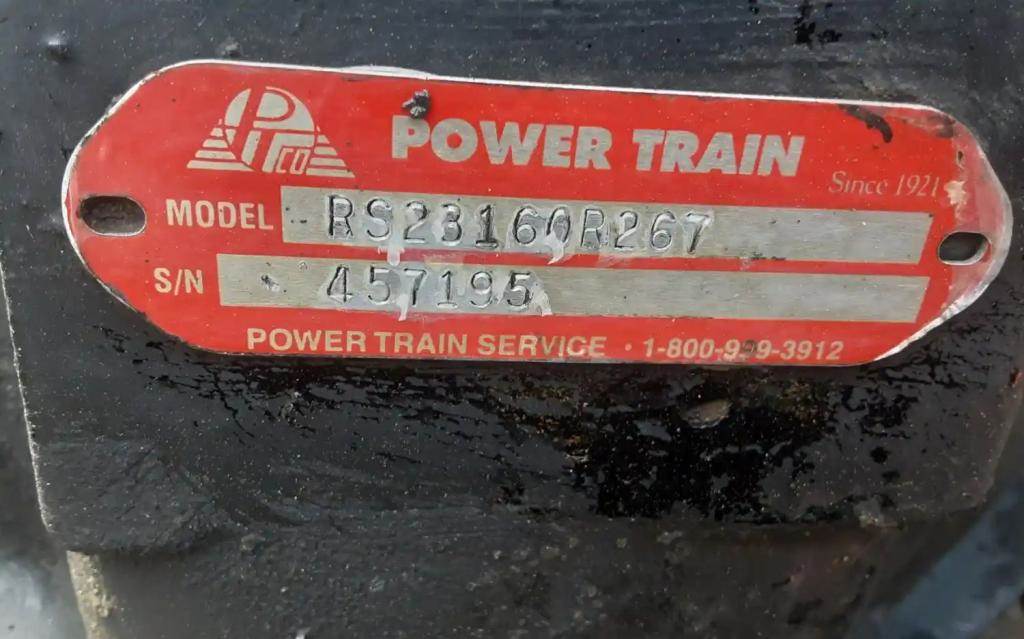 PTCO
POWER TRAIN
Since 1921
MODEL RS23160R267
S/N 457195
POWER TRAIN SERVICE · 1-800-999-3912